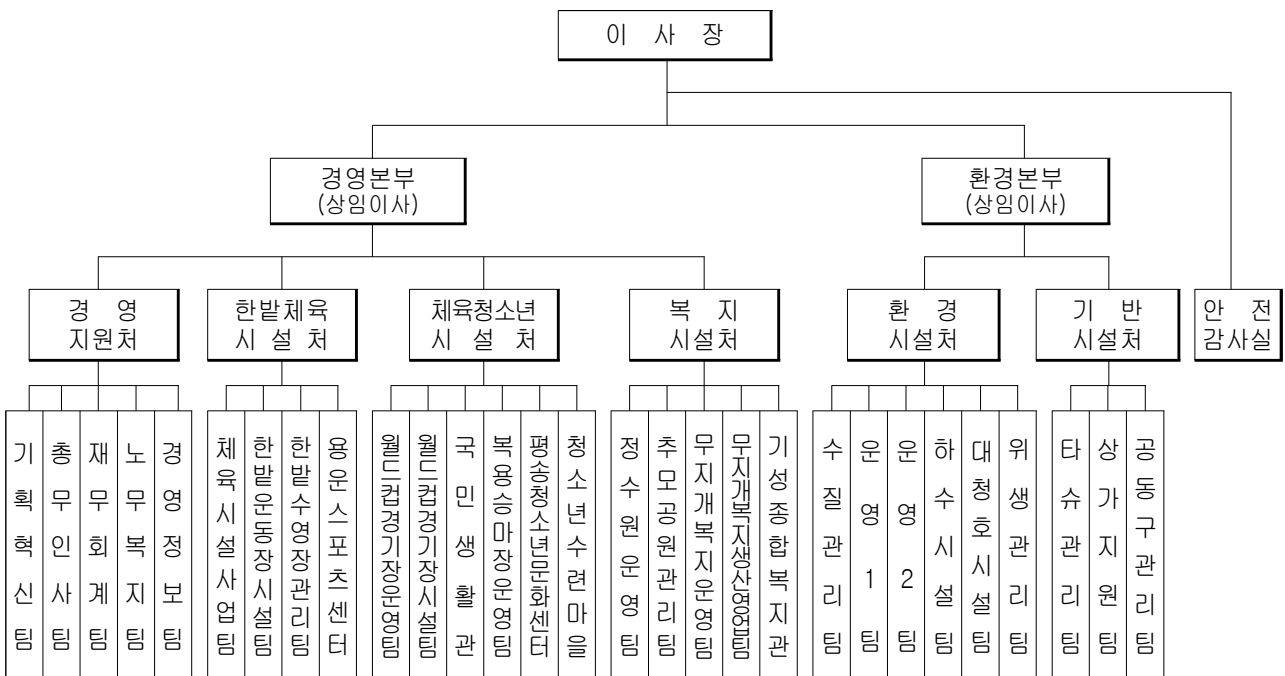 이 사 장
경영본부
(상임이사)
환경본부
(상임이사)
경 영
지원처
한밭체육
시 설 처
체육청소년
시 설 처
복 지
시설처
환 경
시설처
기 반
시설처
안 전
감사실
기획혁신팀
총무인사팀
재무회계팀
노무복지팀
경영정보팀
체육시설사업팀
한밭운동장시설팀
한밭수영장관리팀
용운스포츠센터
월드컵경기장운영팀
월드컵경기장시설팀
국민생활관
복용승마장운영팀
평송청소년문화센터
청소년수련마을
정수원운영팀
추모공원관리팀
무지개복지운영팀
무지개복지생산영업팀
기성종합복지관
수질관리팀
운영1팀
운영2팀
하수시설팀
대청호시설팀
위생관리팀
타슈관리팀
상가지원팀
공동구관리팀